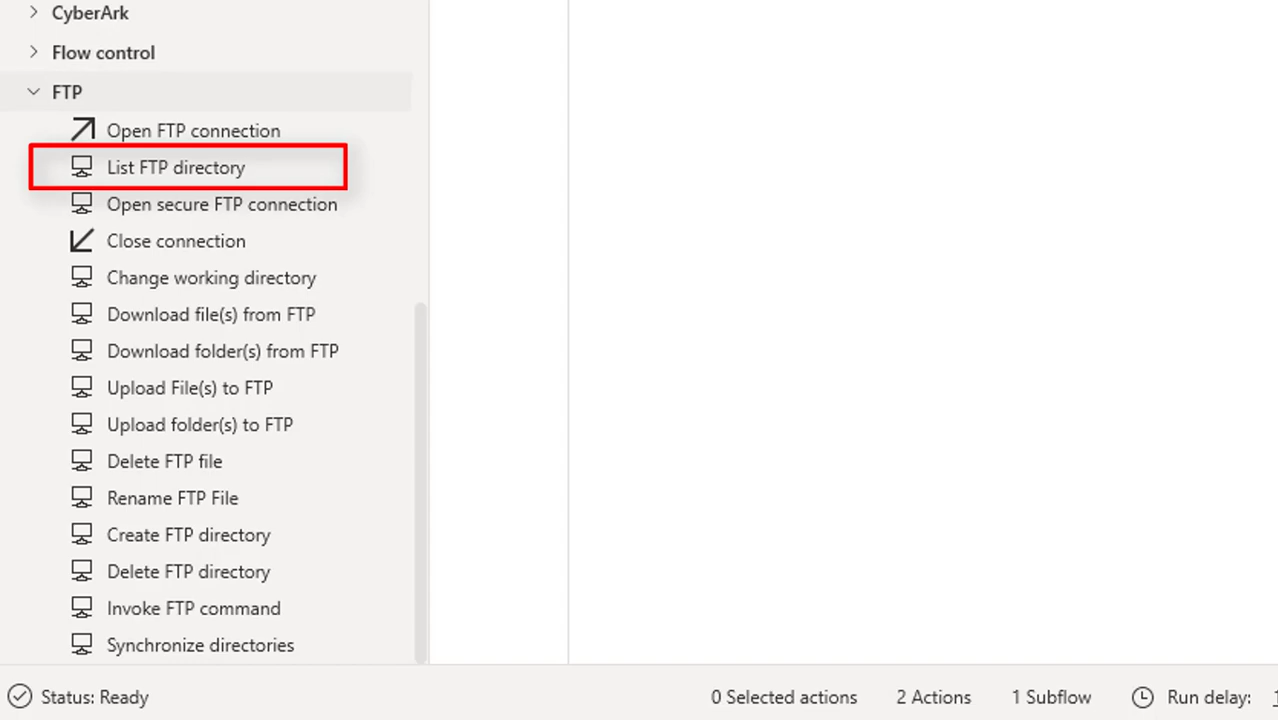 CyberArk
Flow control
FTP
Open FTP connection
List FTP directory
Open secure FTP connection
Close connection
Change working directory
Download file(s) from FTP
Download folder(s) from FTP
Upload File(s) to FTP
Upload folder(s) to FTP
Delete FTP file
Rename FTP File
Create FTP directory
Delete FTP directory
Invoke FTP command
Synchronize directories
Status: Ready 0 Selected actions 2 Actions 1 Subflow Run delay: